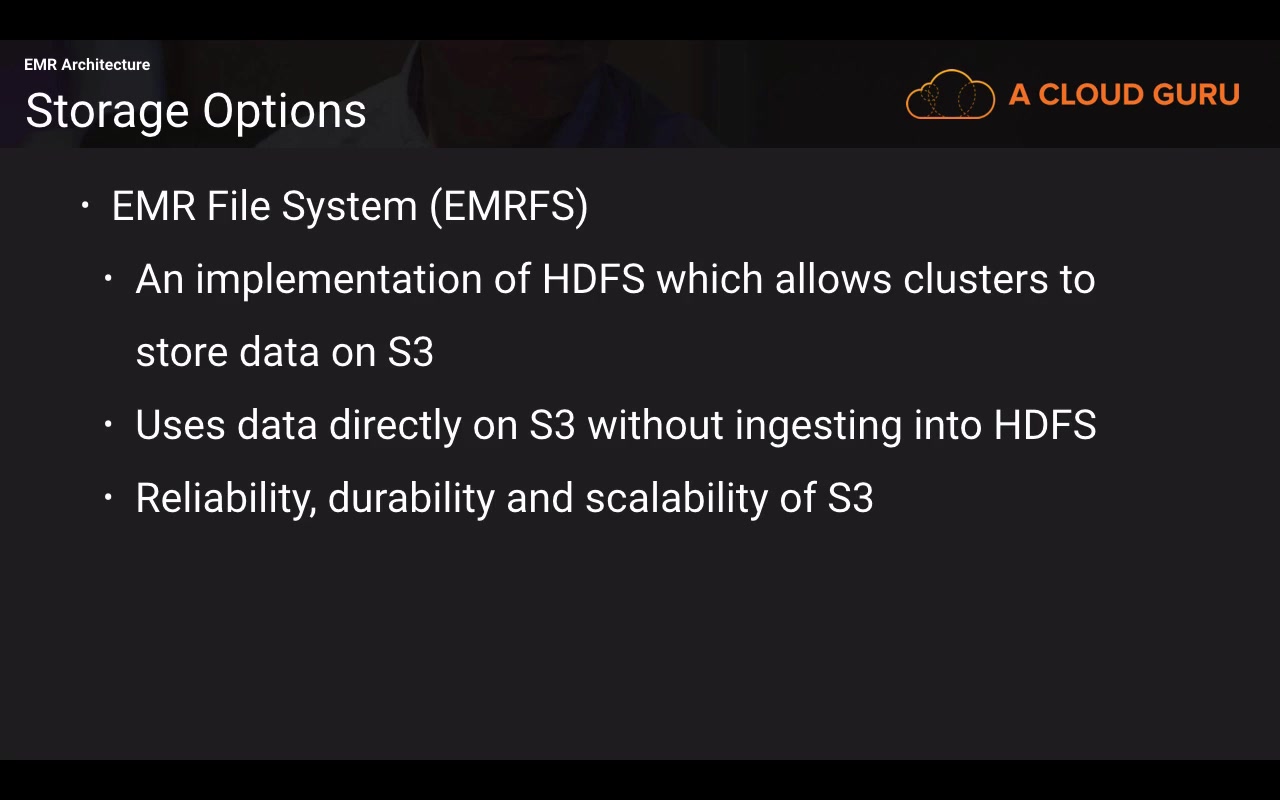 EMR Architecture
Storage Options
A CLOUD GURU
• EMR File System (EMRFS)
• An implementation of HDFS which allows clusters to
store data on S3
• Uses data directly on S3 without ingesting into HDFS
• Reliability, durability and scalability of S3